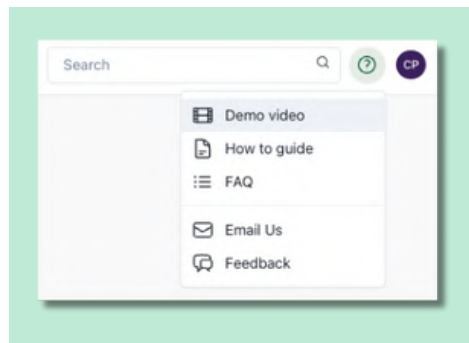 Search
CP
Demo video
How to guide
FAQ
Email Us
Feedback